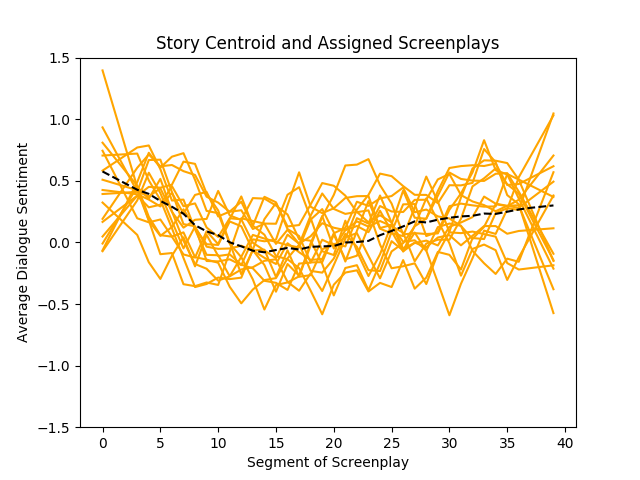 Story Centroid and Assigned Screenplays
Average Dialogue Sentiment
1.5
1.0
0.5
0.0
−0.5
−1.0
−1.5
0 5 10 15 20 25 30 35 40
Segment of Screenplay